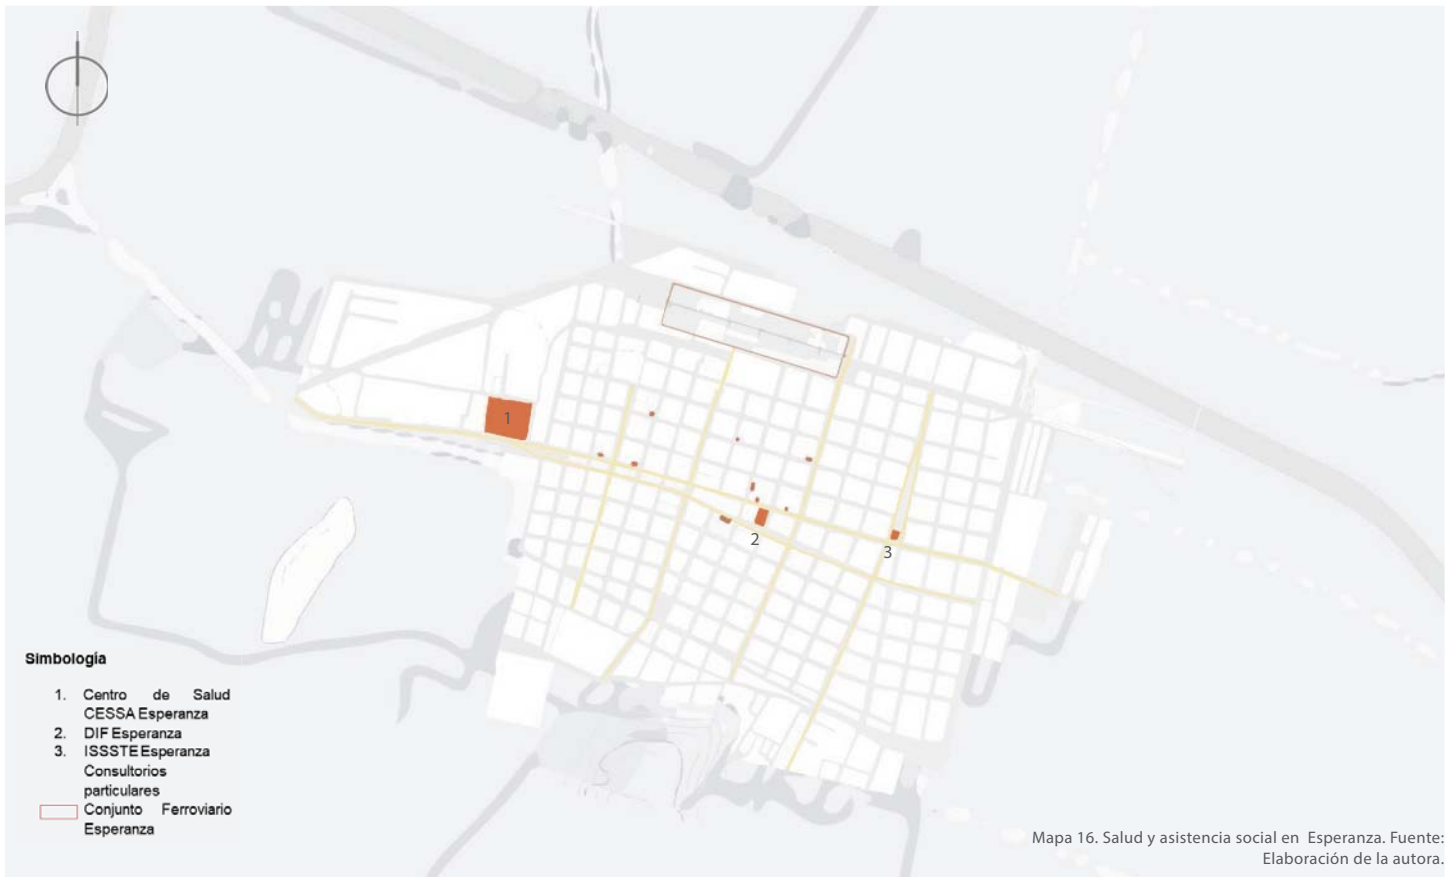 1
2
3
Simbología
1. Centro de Salud
CESSA Esperanza
2. DIF Esperanza
3. ISSSTE Esperanza
Consultorios
particulares
Conjunto Ferroviario
Esperanza
Mapa 16. Salud y asistencia social en Esperanza. Fuente:
Elaboración de la autora.